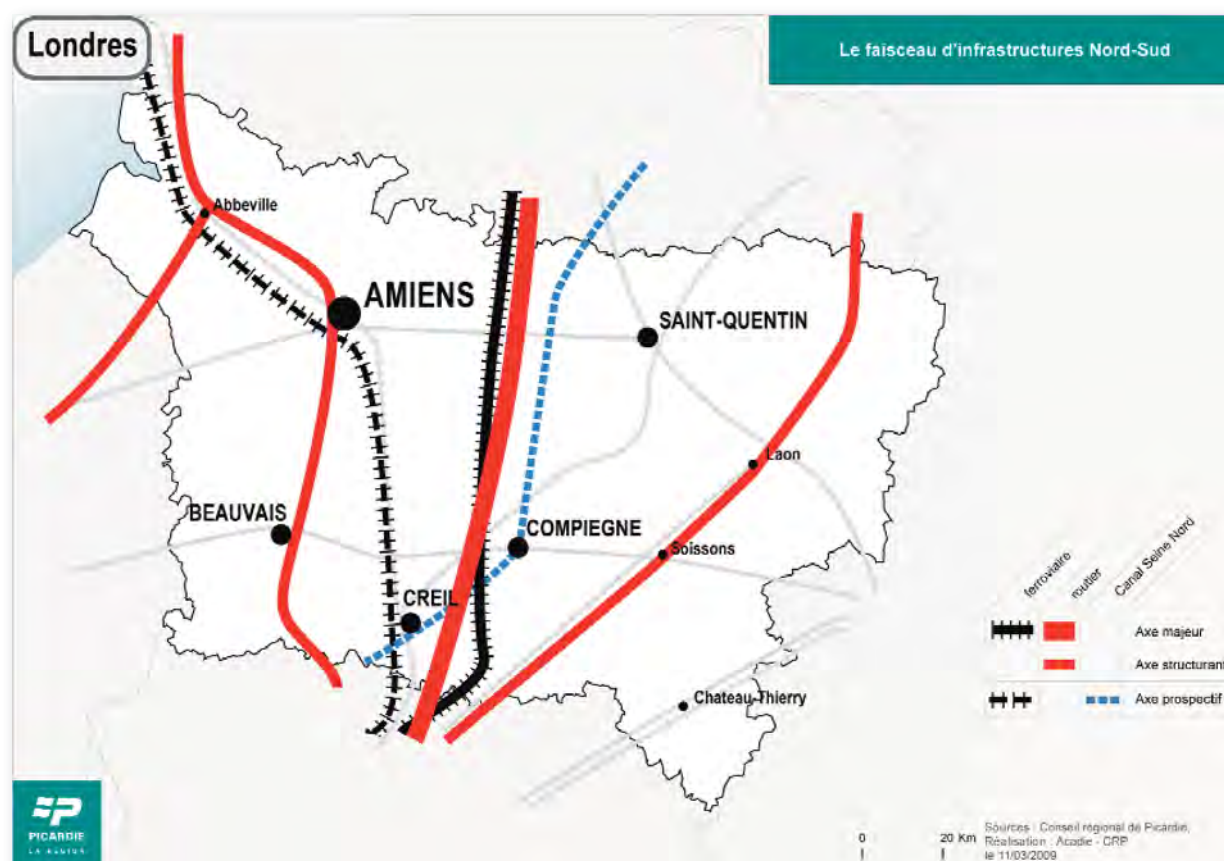 Londres
Le faisceau d'infrastructures Nord-Sud
Abbeville
AMIENS
SAINT-QUENTIN
Laon
BEAUVAIS
COMPIEGNE
Soissons
CREIL
Chateau-Thierry
ferroviaire
routier
Canal Seine Nord
Axe majeur
Axe structurant
Axe prospectif
PICARDIE
LA RÉGION
0 20 Km
Sources : Conseil régional de Picardie,
Réalisation : Acadie - CRP
le 11/03/2009